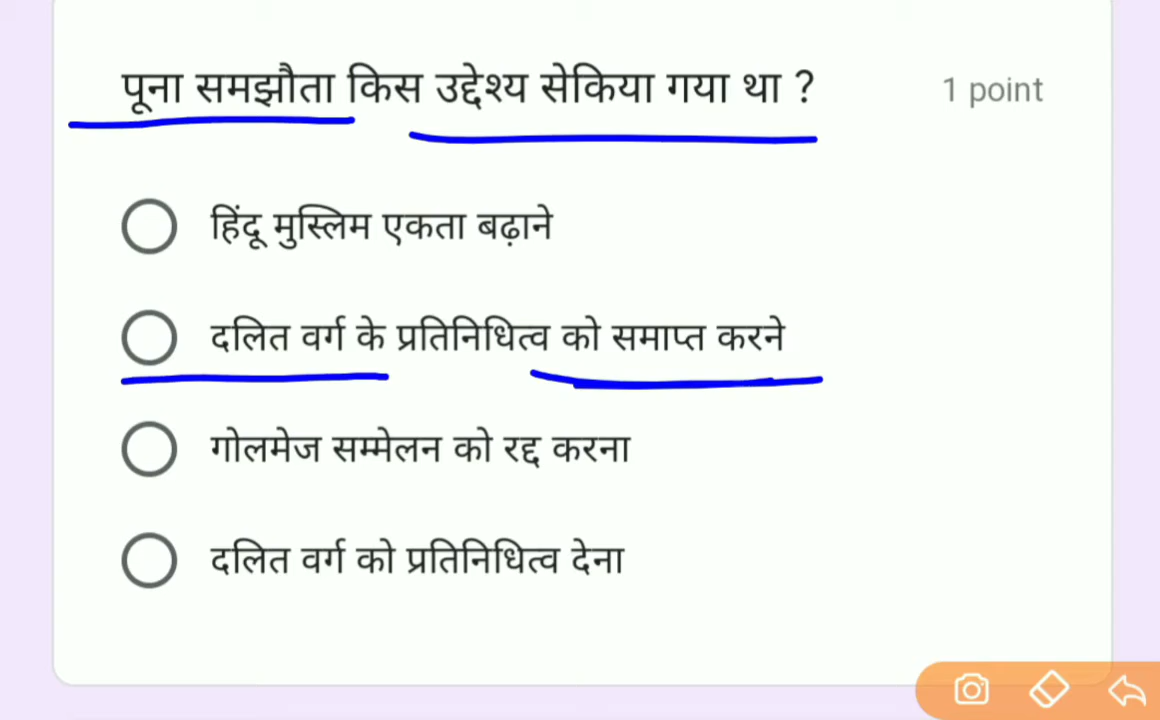 पूना समझौता किस उद्देश्य सेकिया गया था ?
1 point
हिंदू मुस्लिम एकता बढ़ाने
दलित वर्ग के प्रतिनिधित्व को समाप्त करने
गोलमेज सम्मेलन को रद्द करना
दलित वर्ग को प्रतिनिधित्व देना